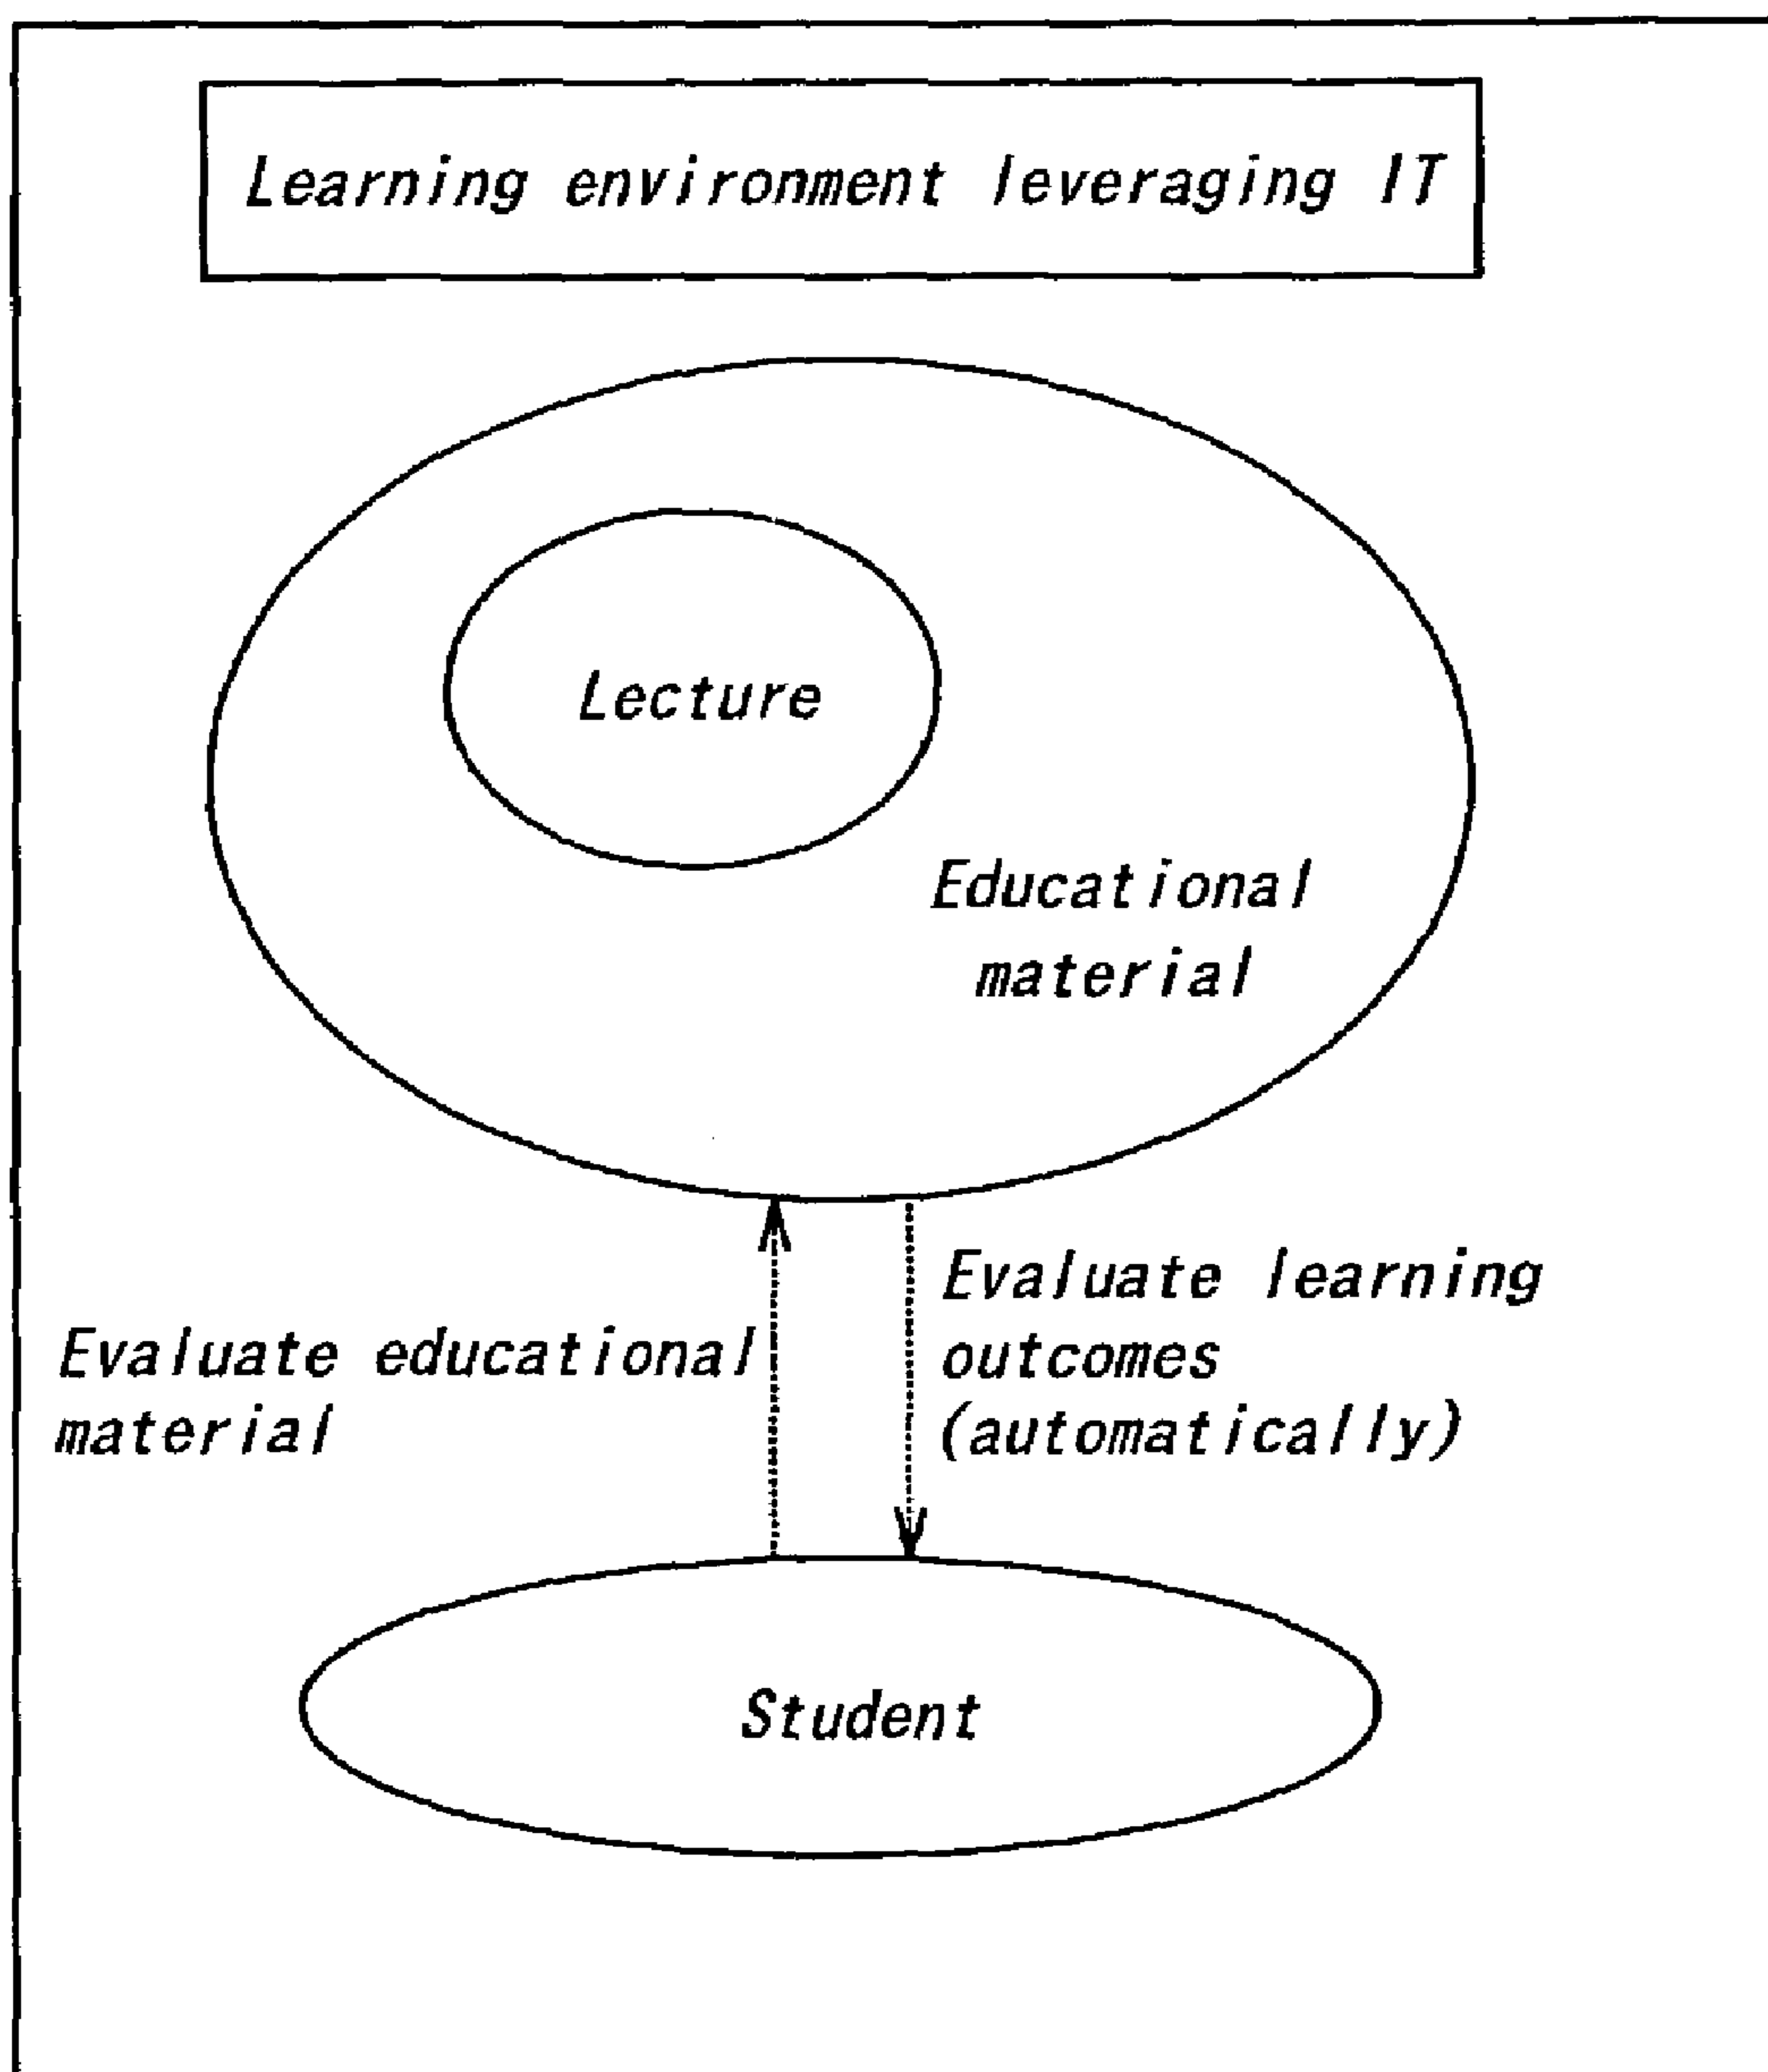 Learning environment leveraging IT
Lecture
Educational
material
Evaluate educational
material
Evaluate learning
outcomes
(automatically)
Student